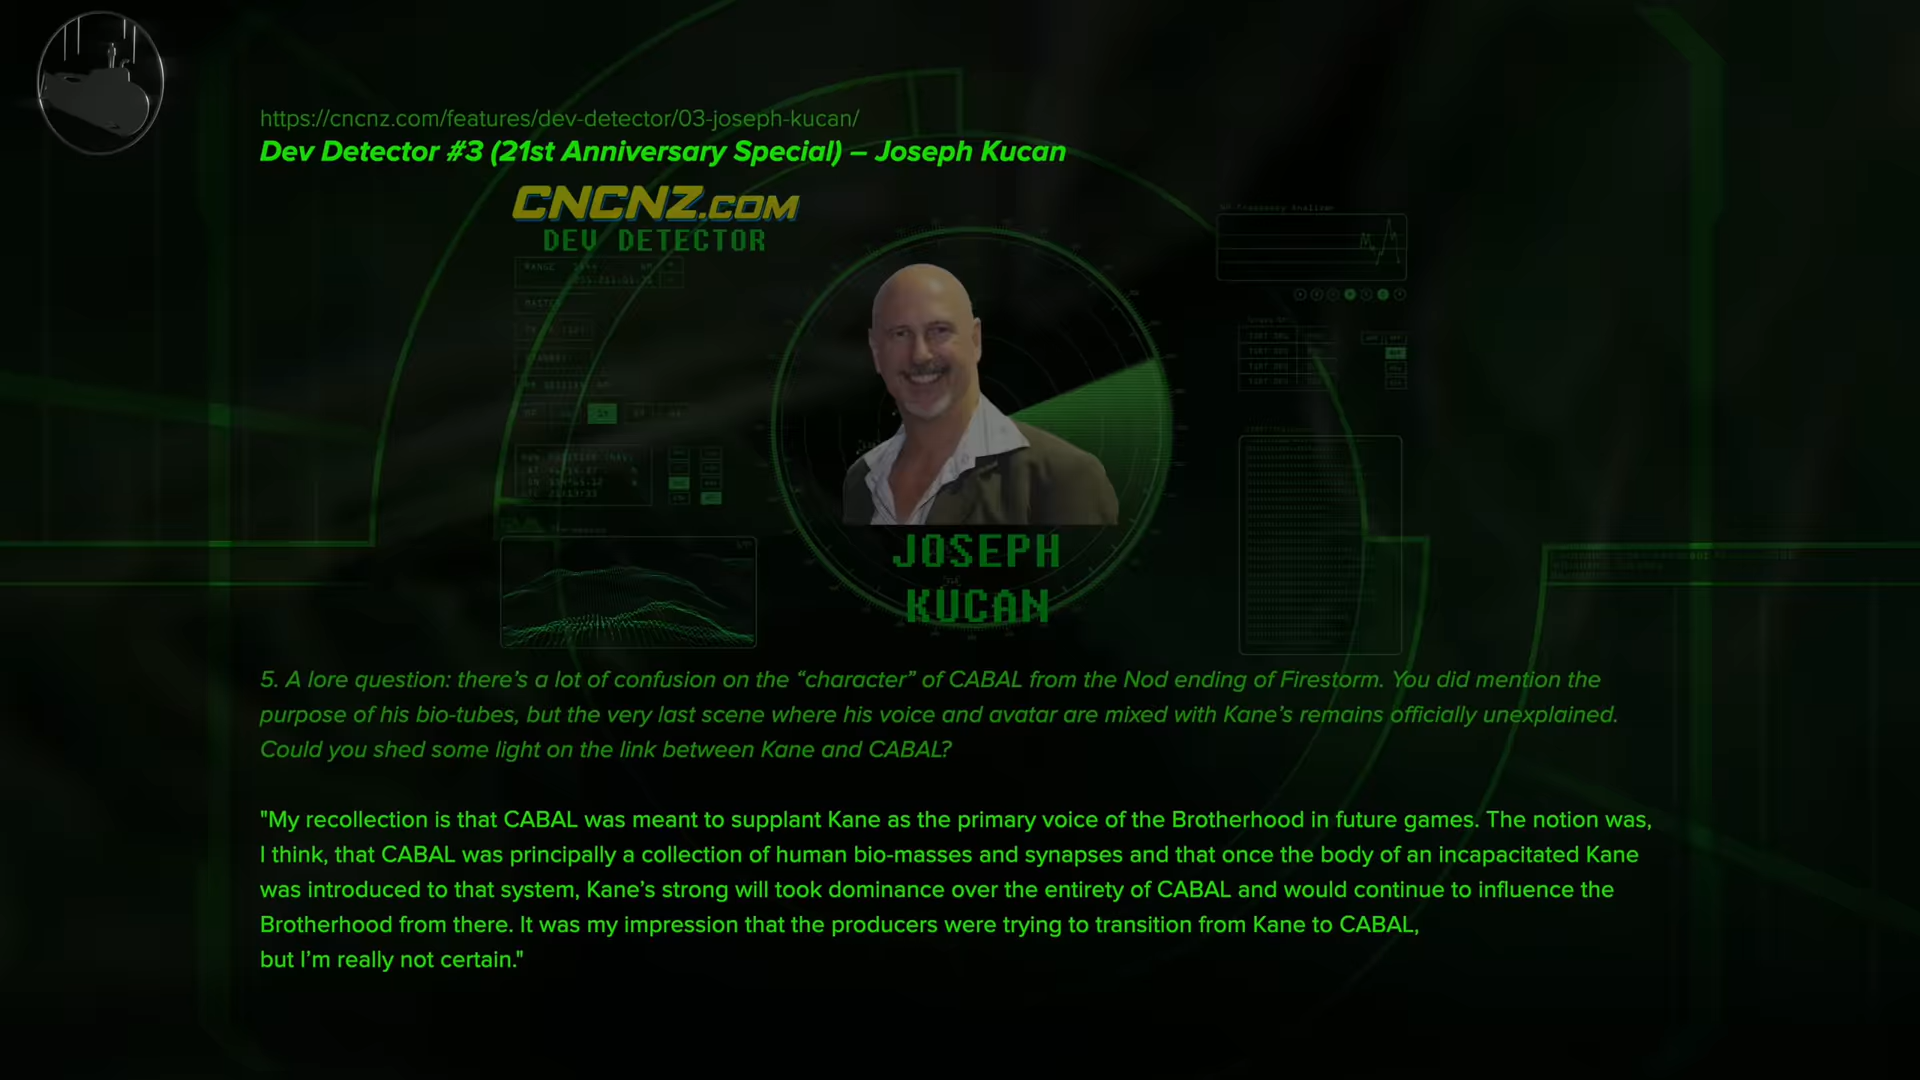 https://cncnz.com/features/dev-detector/03-joseph-kucan/
Dev Detector #3 (21st Anniversary Special) – Joseph Kucan
CNCNZ.COM
DEV DETECTOR
RANGE
MASTER
JOSEPH
KUCAN
5. A lore question: there's a lot of confusion on the “character” of CABAL from the Nod ending of Firestorm. You did mention the
purpose of his bio-tubes, but the very last scene where his voice and avatar are mixed with Kane's remains officially unexplained.
Could you shed some light on the link between Kane and CABAL?
"My recollection is that CABAL was meant to supplant Kane as the primary voice of the Brotherhood in future games. The notion was,
I think, that CABAL was principally a collection of human bio-masses and synapses and that once the body of an incapacitated Kane
was introduced to that system, Kane's strong will took dominance over the entirety of CABAL and would continue to influence the
Brotherhood from there. It was my impression that the producers were trying to transition from Kane to CABAL,
but I'm really not certain."